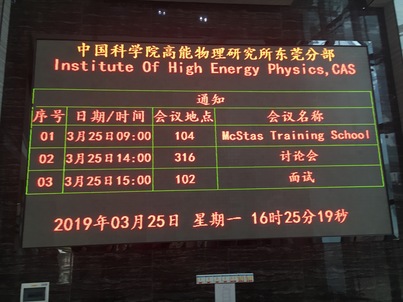 中国科学院高能物理研究所东莞分部
Institute Of High Energy Physics,CAS
通知
序号 日期/时间 会议地点 会议名称
01 3月25日09:00 104 McStas Training School
02 3月25日14:00 316 讨论会
03 3月25日15:00 102 面试
2019年03月25日 星期一 16时25分19秒